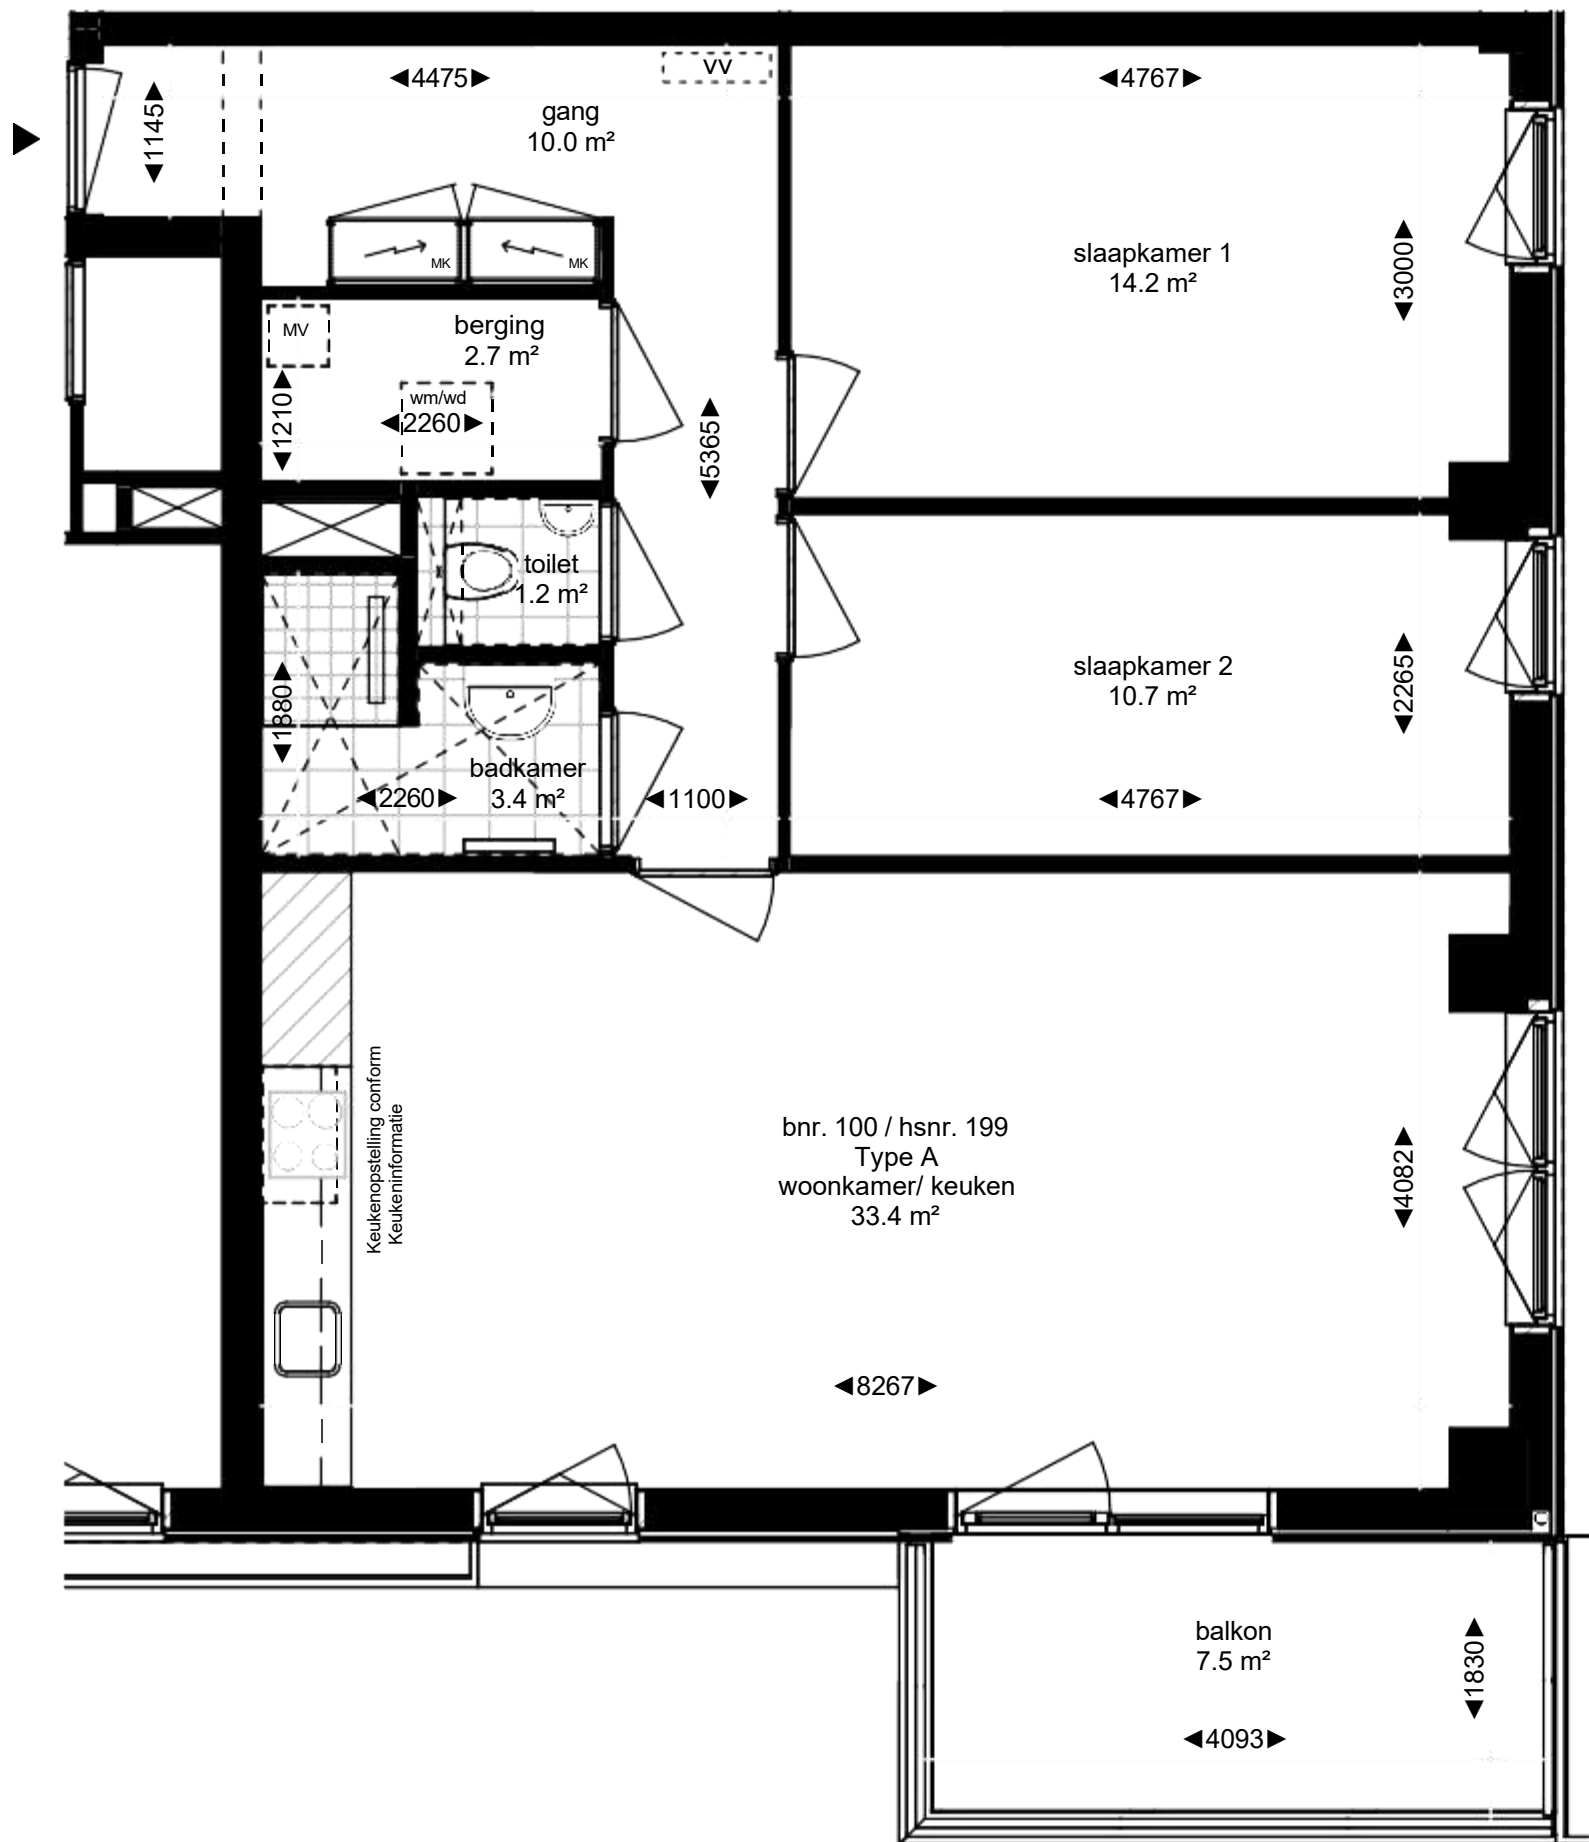 ◄4475►
VV
◄4767►
◄1145►
gang
10.0 m²
slaapkamer 1
14.2 m²
◄3000►
MK
MK
MV
berging
2.7 m²
wm/wd
◄2260►
◄1210►
◄5365►
toilet
1.2 m²
slaapkamer 2
10.7 m²
◄2265►
◄1880►
badkamer
3.4 m²
◄2260►
◄1100►
◄4767►
Keukenopstelling conform
Keukeninformatie
bnr. 100 / hsnr. 199
Type A
woonkamer/ keuken
33.4 m²
◄4082►
◄8267►
balkon
7.5 m²
◄1830►
◄4093►